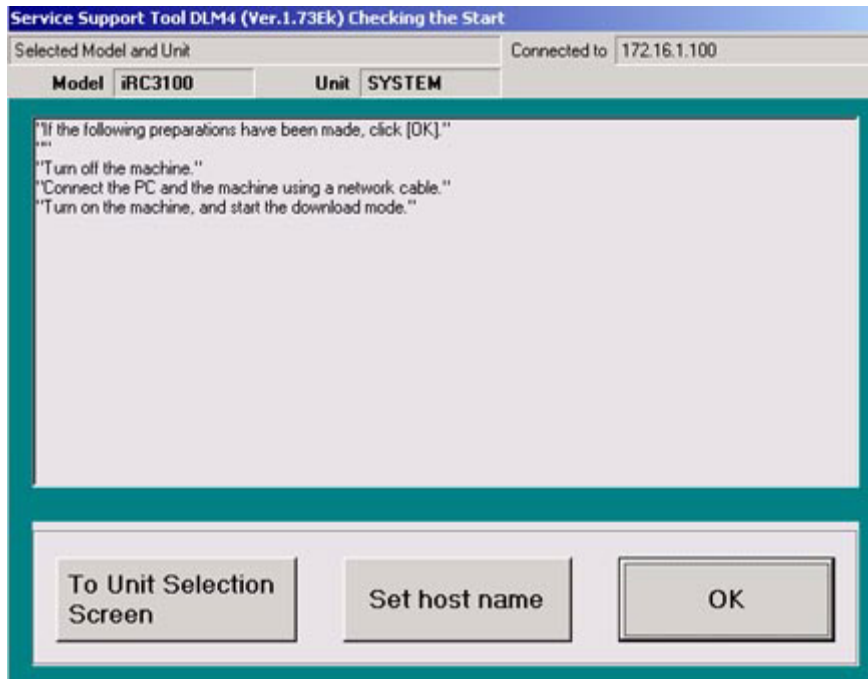 Service Support Tool DLM4 (Ver.1.73Ek) Checking the Start
Selected Model and Unit Connected to 172.16.1.100
Model iRC3100 Unit SYSTEM
"If the following preparations have been made, click [OK]."
""
"Turn off the machine."
"Connect the PC and the machine using a network cable."
"Turn on the machine, and start the download mode."
To Unit Selection
Screen
Set host name
OK